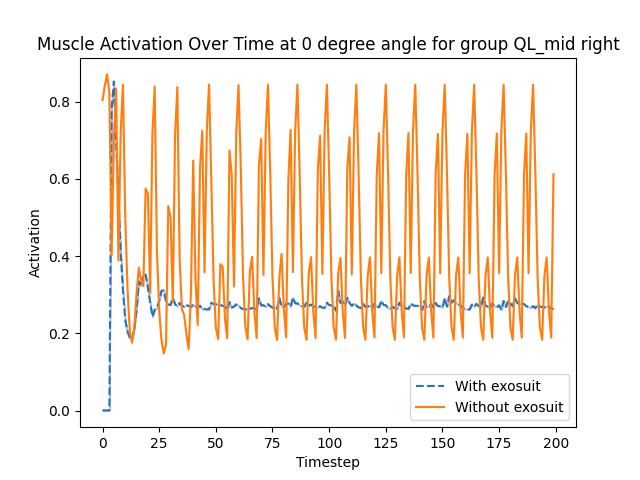 Muscle Activation Over Time at 0 degree angle for group QL_mid right
Activation
0.8
0.6
0.4
0.2
0.0
With exosuit
Without exosuit
0 25 50 75 100 125 150 175 200
Timestep